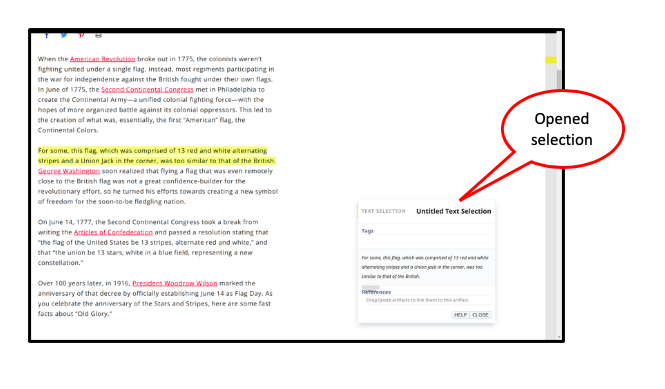 When the American Revolution broke out in 1775, the colonists weren't
fighting united under a single flag. Instead, most regiments participating in
the war for independence against the British fought under their own flags.
In June of 1775, the Second Continental Congress met in Philadelphia to
create the Continental Army—a unified colonial fighting force—with the
hopes of more organized battle against its colonial oppressors. This led to
the creation of what was, essentially, the first "American" flag, the
Continental Colors.
For some, this flag, which was comprised of 13 red and white alternating
stripes and a Union Jack in the corner, was too similar to that of the British.
George Washington soon realized that flying a flag that was even remotely
close to the British flag was not a great confidence-builder for the
revolutionary effort, so he turned his efforts towards creating a new symbol
of freedom for the soon-to-be fledgling nation.
On June 14, 1777, the Second Continental Congress took a break from
writing the Articles of Confederation and passed a resolution stating that
"the flag of the United States be 13 stripes, alternate red and white," and
that "the union be 13 stars, white in a blue field, representing a new
constellation."
Over 100 years later, in 1916, President Woodrow Wilson marked the
anniversary of that decree by officially establishing June 14 as Flag Day. As
you celebrate the anniversary of the Stars and Stripes, here are some fast
facts about "Old Glory."
Opened
selection
TEXT SELECTION Untitled Text Selection
Tags
For some, this flag, which was comprised of 13 red and white
alternating stripes and a Union Jack in the corner, was too
similar to that of the British.
References
Drop/paste artifacts to link them to this artifact.
HELP CLOSE